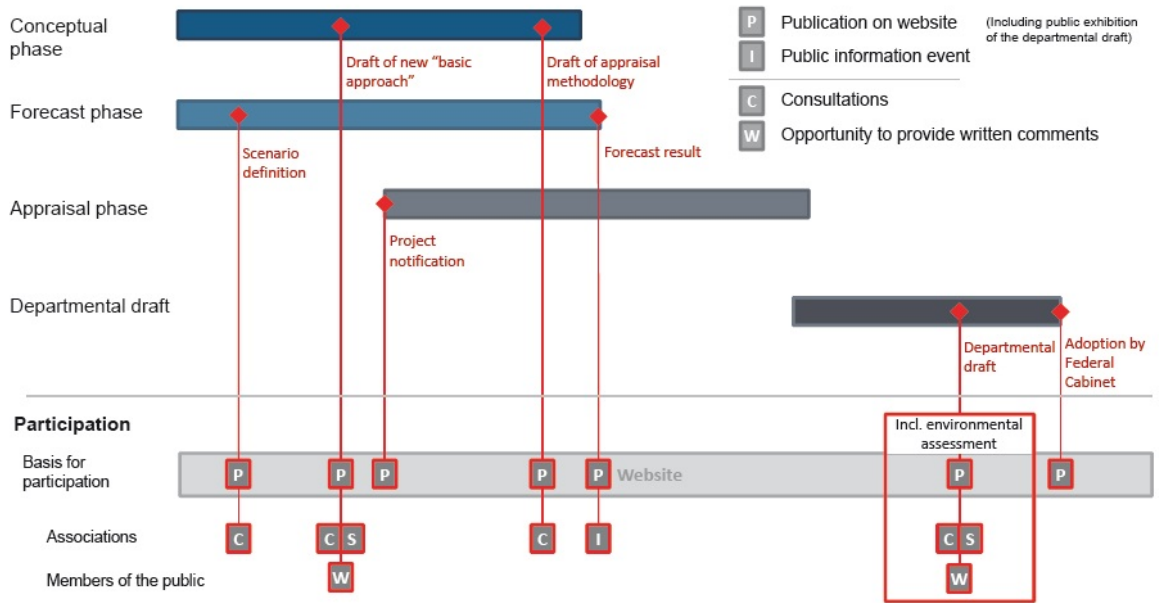 Conceptual
phase
Draft of new “basic
approach”
Draft of appraisal
methodology
P Publication on website
(Including public exhibition
of the departmental draft)
I Public information event
C Consultations
W Opportunity to provide written comments
Forecast phase
Scenario
definition
Forecast result
Appraisal phase
Project
notification
Departmental draft
Departmental
draft
Adoption by
Federal
Cabinet
Participation
Incl. environmental
assessment
Basis for
participation
P P P P P Website P P
Associations
C C S C I C S
Members of the public
W W